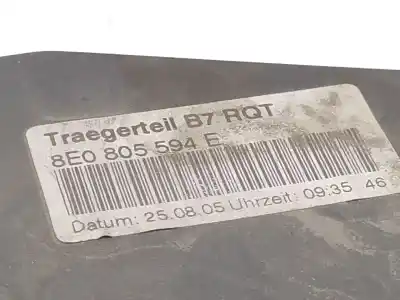 Traegerteil B7 RQT
8E0 805 594 E
Datum: 25.08.05 Uhrzeit: 09:35 46